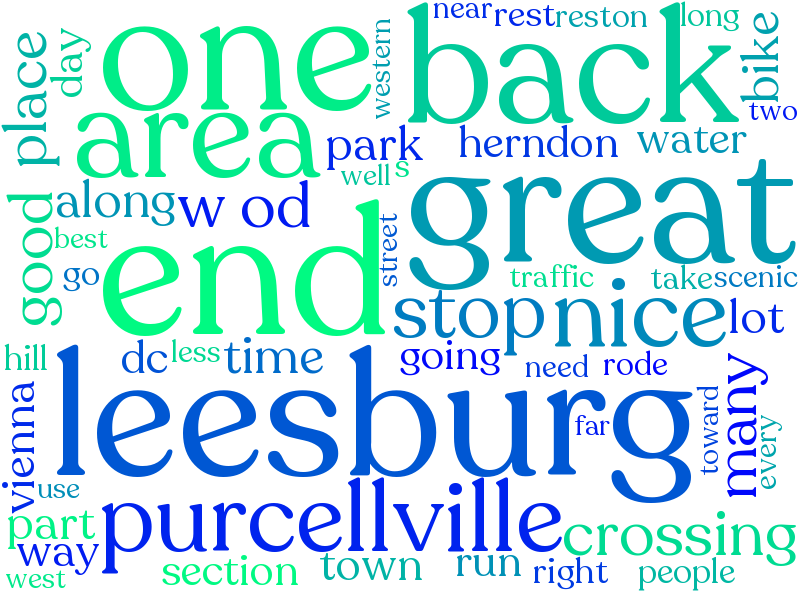 near
rest
reston
long
one
back
western
day
place
bike
two
area
park
herndon
water
well
s
great
along
w od
good
best
end
street
go
traffic
take
scenic
stop
nice
lot
hill
dc
less
time
going
need
rode
many
leesburg
far
toward
every
vienna
use
purcellville
part
crossing
way
section
town
run
right
people
west